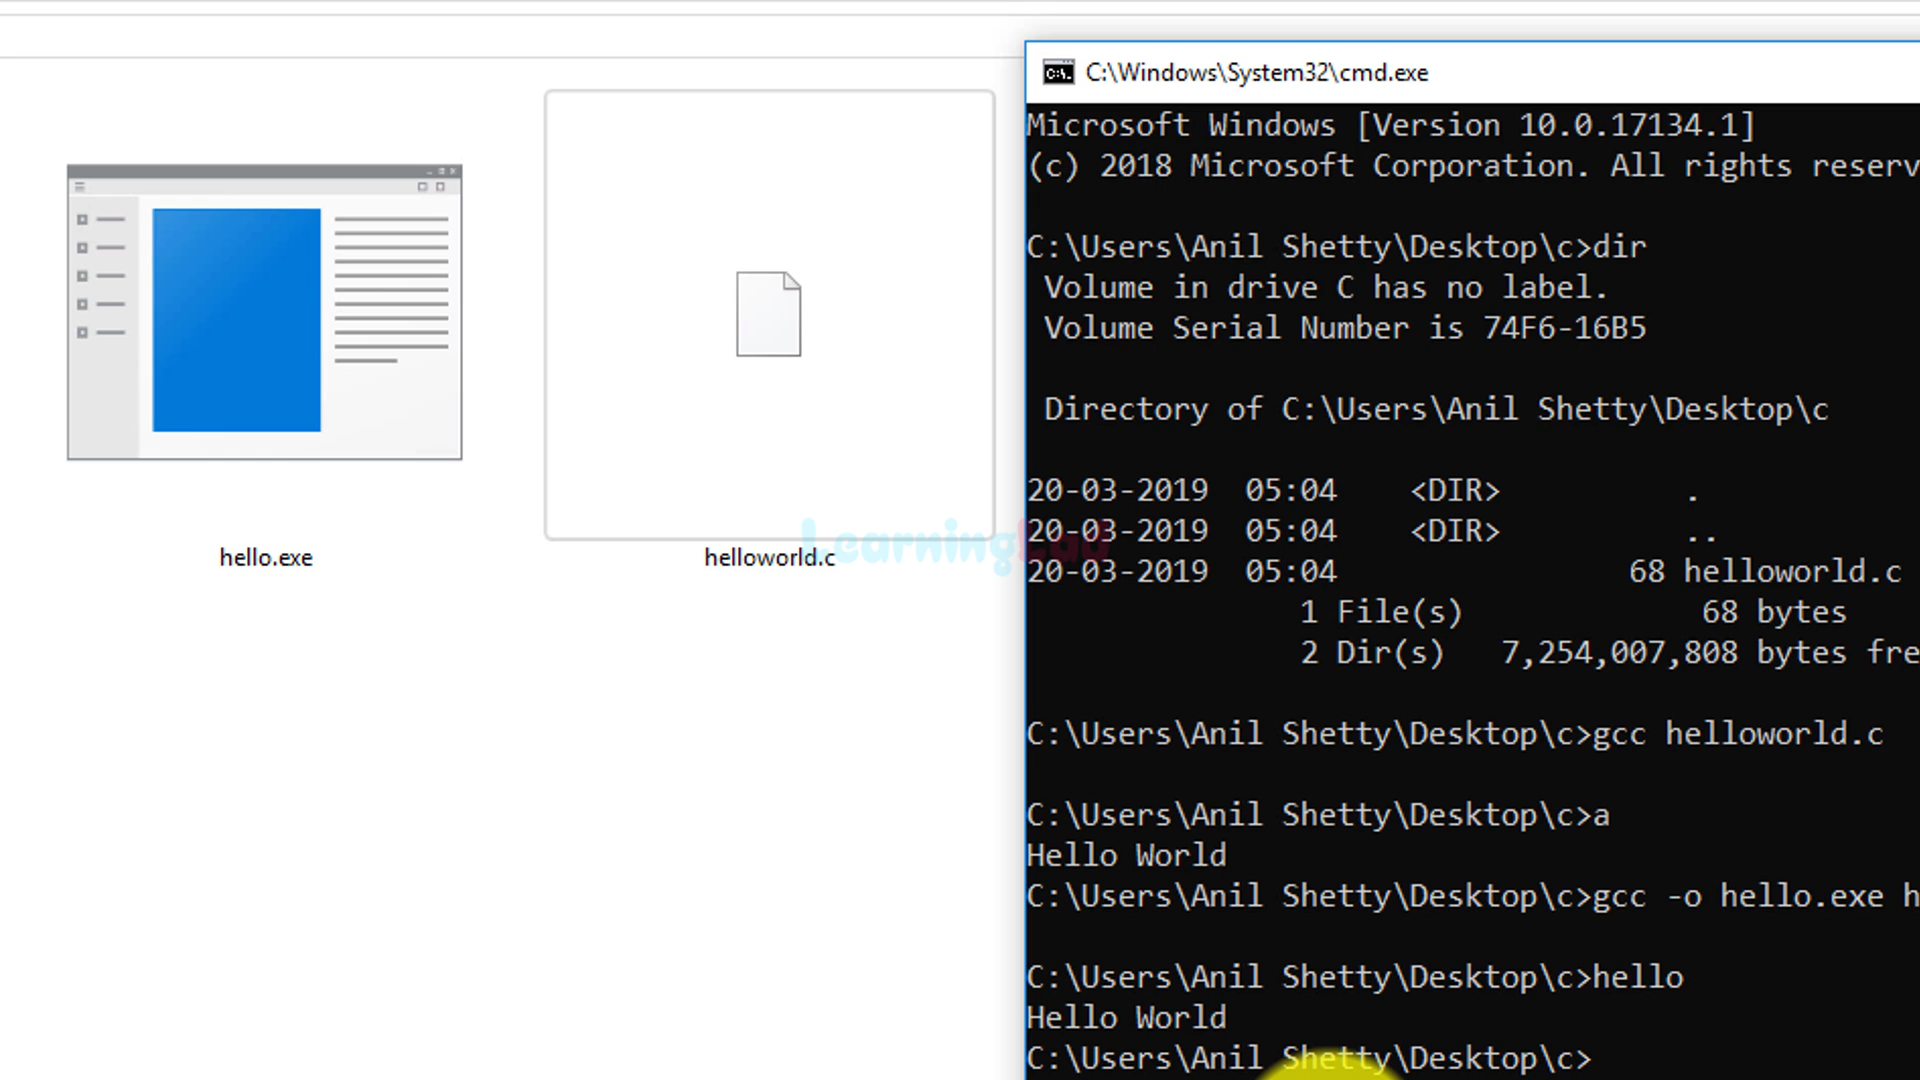 C:\Windows\System32\cmd.exe
Microsoft Windows [Version 10.0.17134.1]
(c) 2018 Microsoft Corporation. All rights reserv
C:\Users\Anil Shetty\Desktop\c>dir
Volume in drive C has no label.
Volume Serial Number is 74F6-16B5
Directory of C:\Users\Anil Shetty\Desktop\c
20-03-2019 05:04 <DIR> .
20-03-2019 05:04 <DIR> ..
20-03-2019 05:04 68 helloworld.c
1 File(s) 68 bytes
2 Dir(s) 7,254,007,808 bytes fre
C:\Users\Anil Shetty\Desktop\c>gcc helloworld.c
C:\Users\Anil Shetty\Desktop\c>a
Hello World
C:\Users\Anil Shetty\Desktop\c>gcc -o hello.exe h
C:\Users\Anil Shetty\Desktop\c>hello
Hello World
C:\Users\Anil Shetty\Desktop\c>
hello.exe
helloworld.c
LearningLad